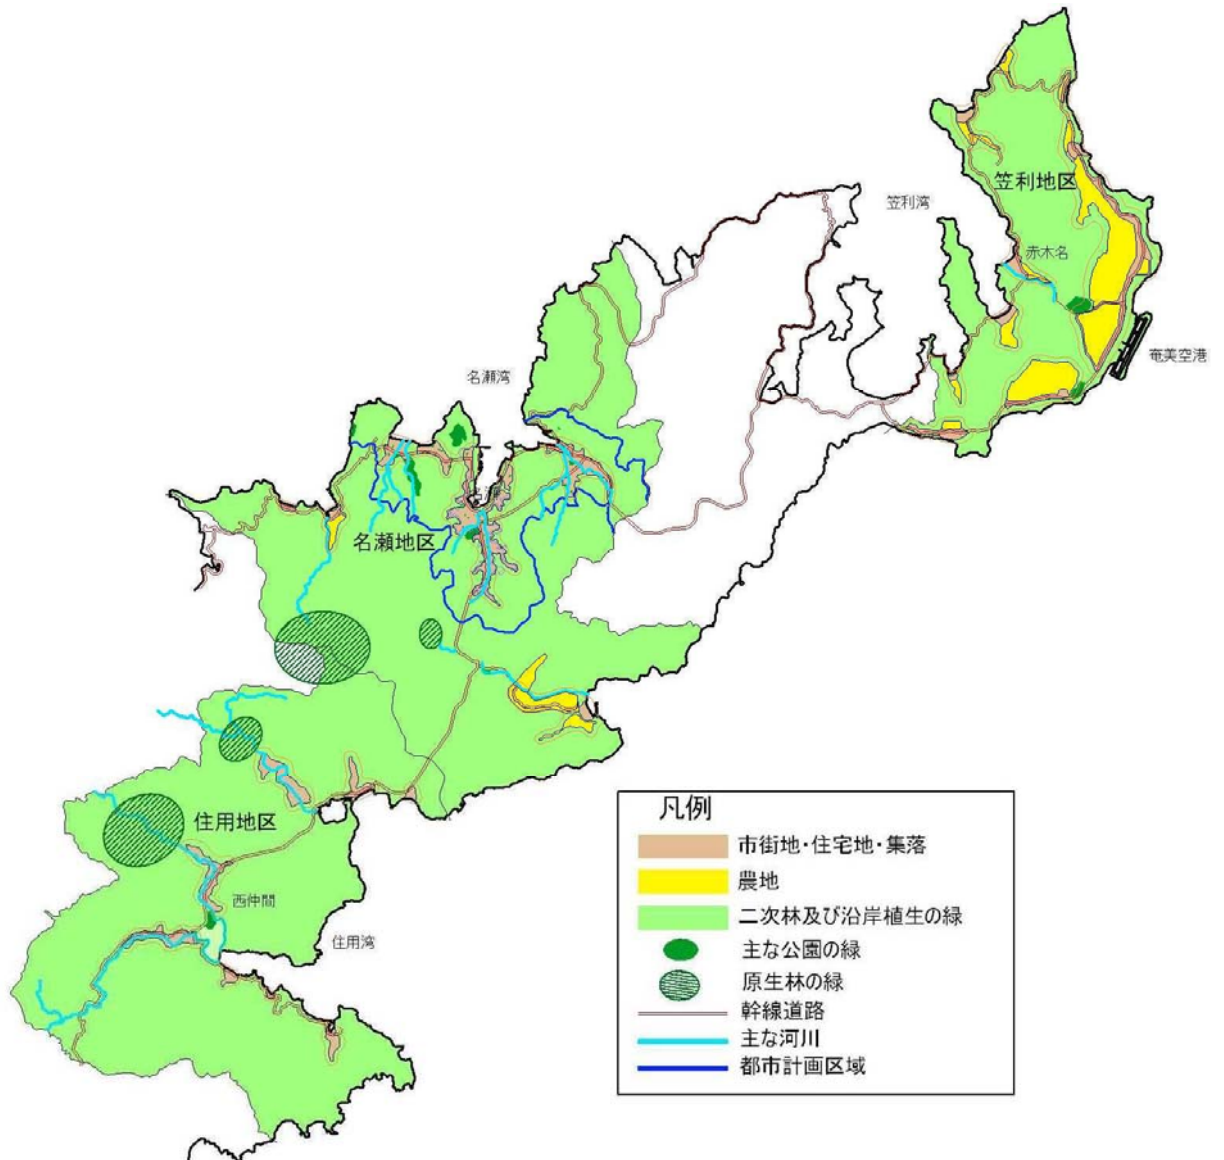 笠利地区
笠利湾
赤木名
奄美空港
名瀬湾
名瀬
名瀬地区
住用地区
西仲間
住用湾
凡例
市街地・住宅地・集落
農地
二次林及び沿岸植生の緑
主な公園の緑
原生林の緑
幹線道路
主な河川
都市計画区域